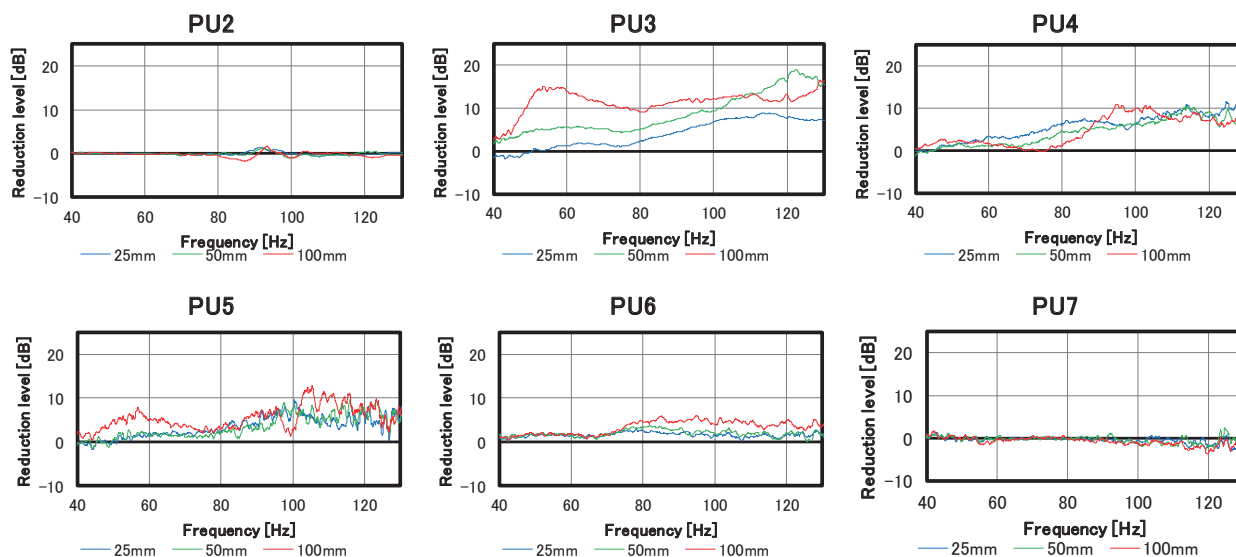 PU2
Reduction level [dB]
20
10
0
−10
40 60 80 100 120
Frequency [Hz]
25mm 50mm 100mm
PU3
Reduction level [dB]
20
10
0
−10
40 60 80 100 120
Frequency [Hz]
25mm 50mm 100mm
PU4
Reduction level [dB]
20
10
0
−10
40 60 80 100 120
Frequency [Hz]
25mm 50mm 100mm
PU5
Reduction level [dB]
20
10
0
−10
40 60 80 100 120
Frequency [Hz]
25mm 50mm 100mm
PU6
Reduction level [dB]
20
10
0
−10
40 60 80 100 120
Frequency [Hz]
25mm 50mm 100mm
PU7
Reduction level [dB]
20
10
0
−10
40 60 80 100 120
Frequency [Hz]
25mm 50mm 100mm